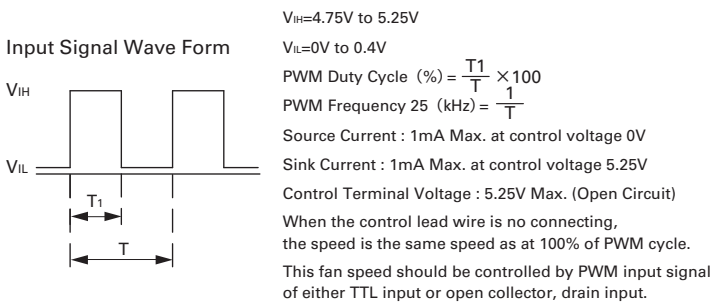 VIH=4.75V to 5.25V
Input Signal Wave Form
VIL=0V to 0.4V
PWM Duty Cycle (%) = T1/T ×100
VIH
PWM Frequency 25 (kHz) = 1/T
Source Current : 1mA Max. at control voltage 0V
VIL
Sink Current : 1mA Max. at control voltage 5.25V
T1
Control Terminal Voltage : 5.25V Max. (Open Circuit)
When the control lead wire is no connecting,
T
the speed is the same speed as at 100% of PWM cycle.
This fan speed should be controlled by PWM input signal
of either TTL input or open collector, drain input.